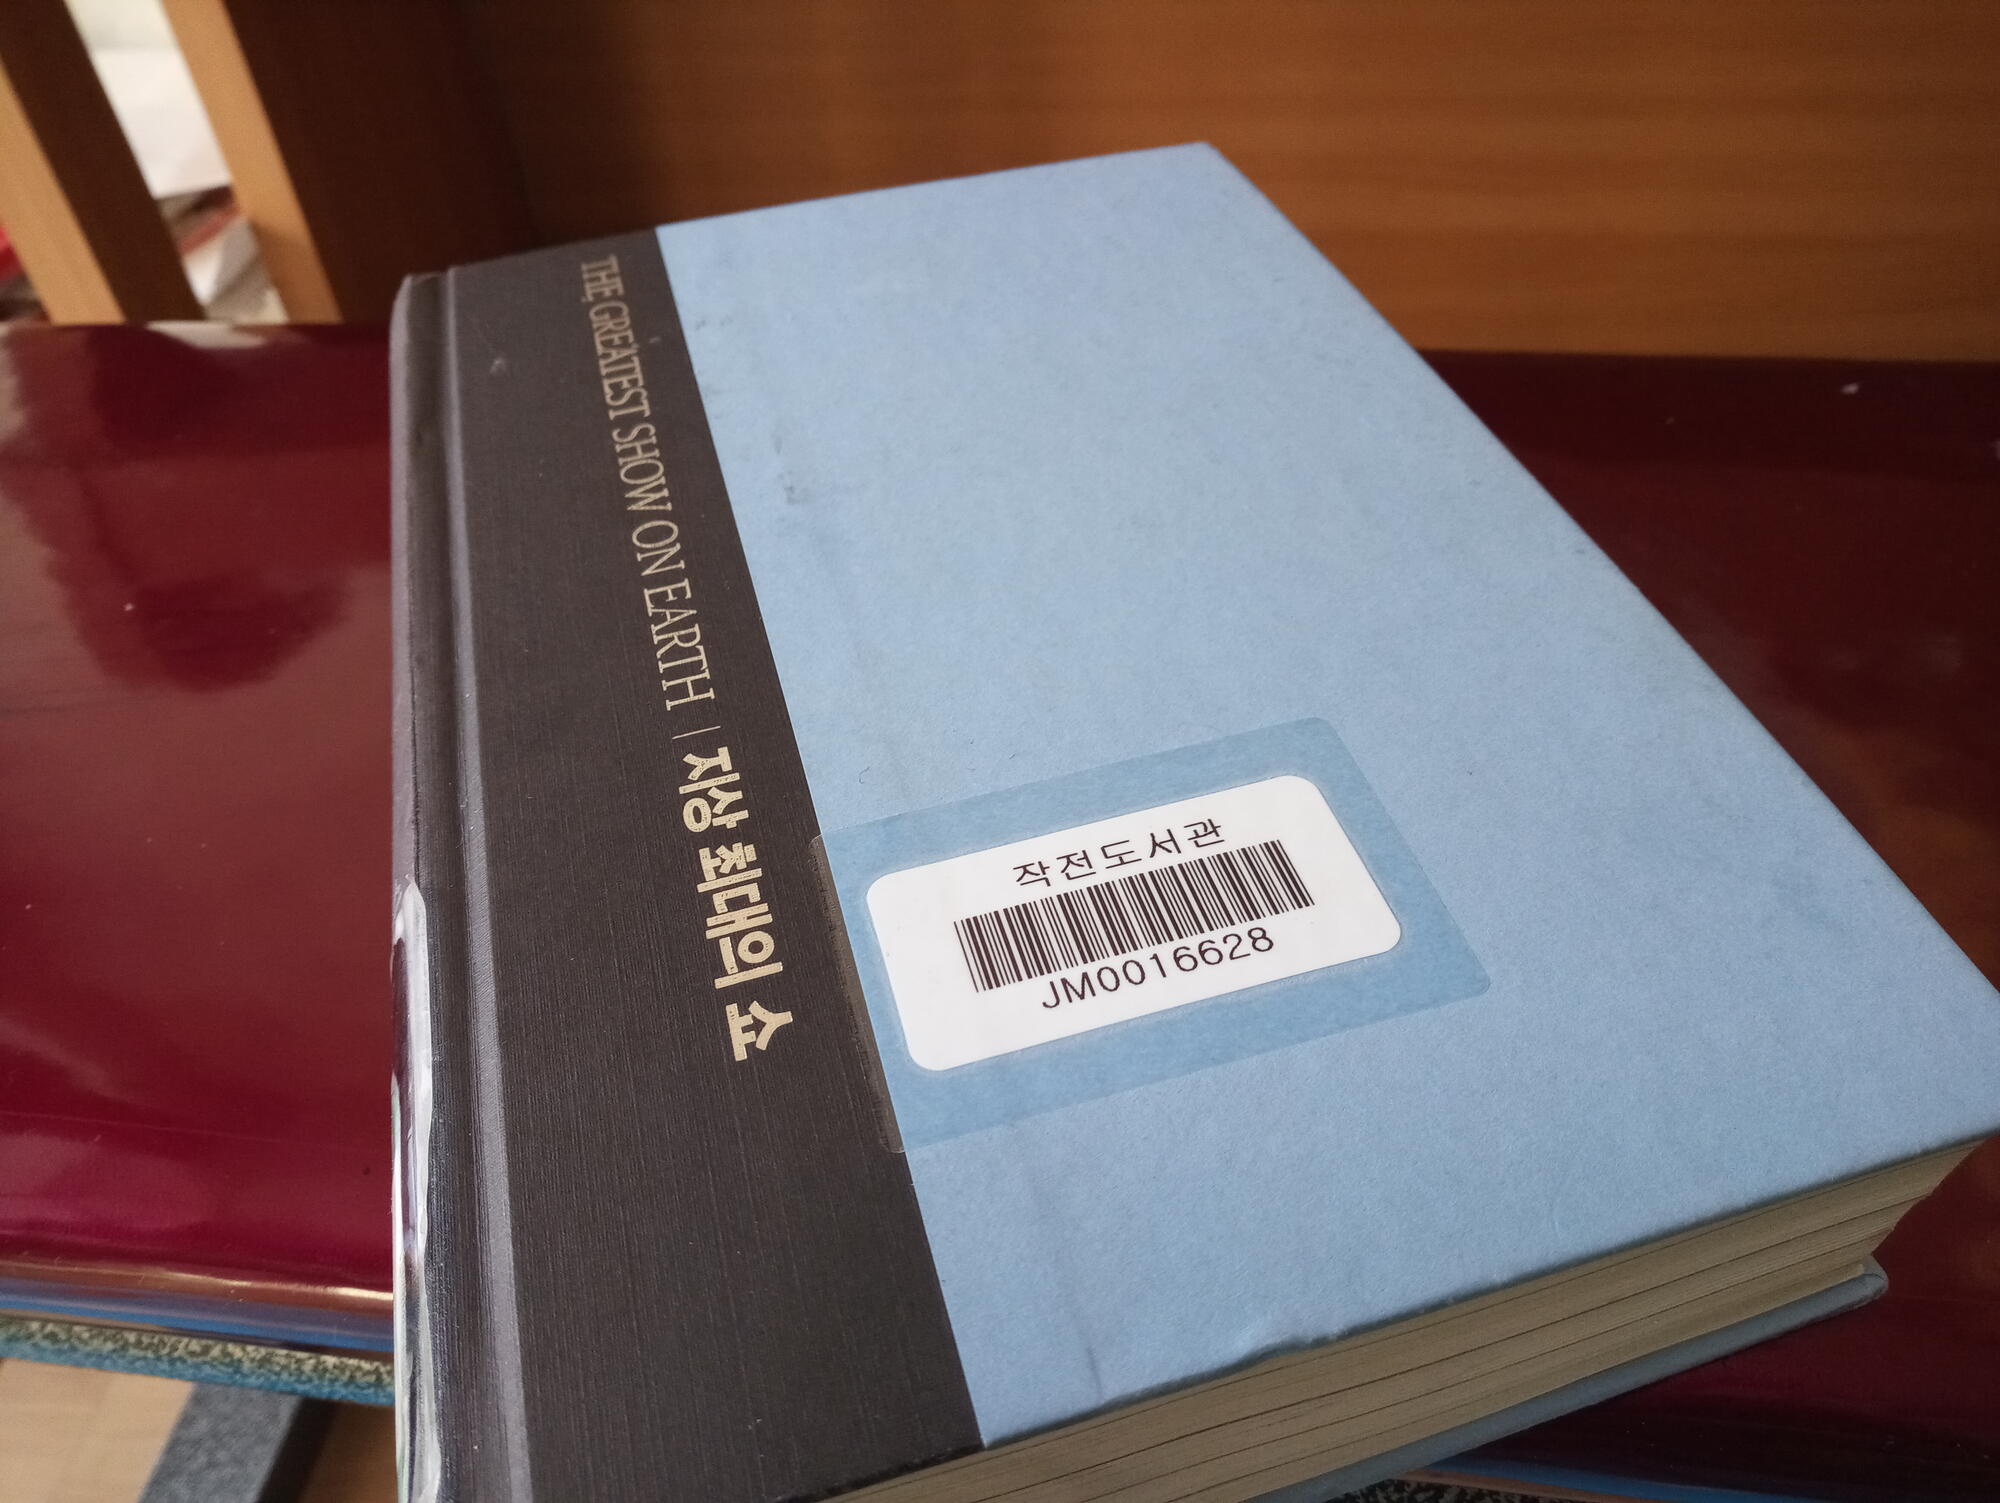 THE GREATEST SHOW ON EARTH | 지상 최대의 쇼
작전도서관
JM0016628